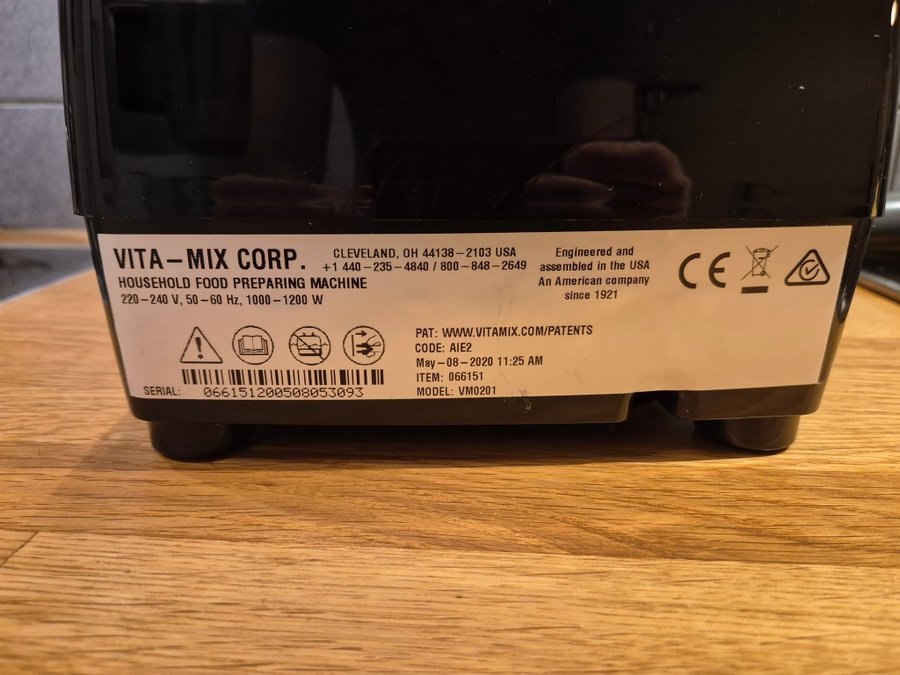 VITA-MIX CORP.
CLEVELAND, OH 44138-2103 USA
+1 440-235-4840 / 800-848-2649
HOUSEHOLD FOOD PREPARING MACHINE
220-240 V, 50-60 Hz, 1000-1200 W
Engineered and
assembled in the USA
An American company
since 1921
CE
PAT: WWW.VITAMIX.COM/PATENTS
CODE: AIE2
May-08-2020 11:25 AM
ITEM: 066151
MODEL: VM0201
SERIAL: 066151200508053093